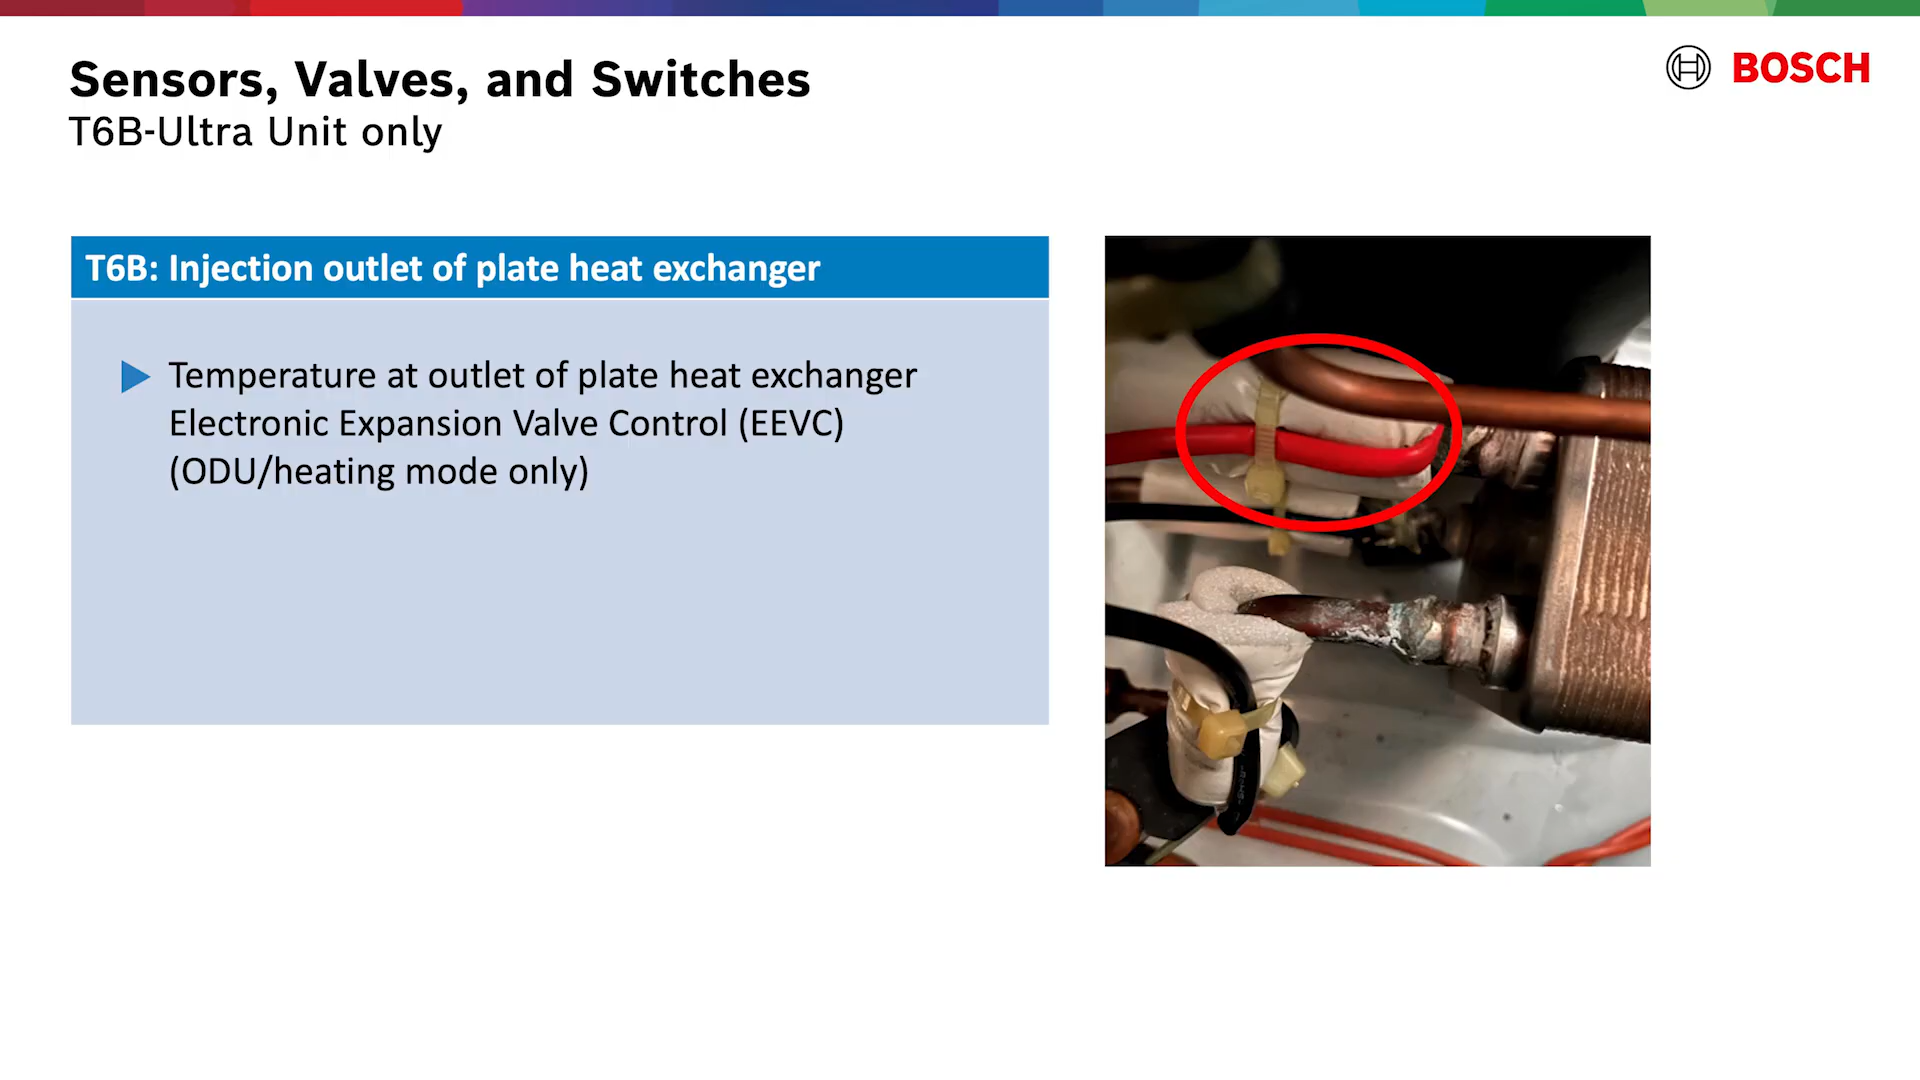 Sensors, Valves, and Switches
T6B-Ultra Unit only
BOSCH
T6B: Injection outlet of plate heat exchanger
Temperature at outlet of plate heat exchanger
Electronic Expansion Valve Control (EEVC)
(ODU/heating mode only)